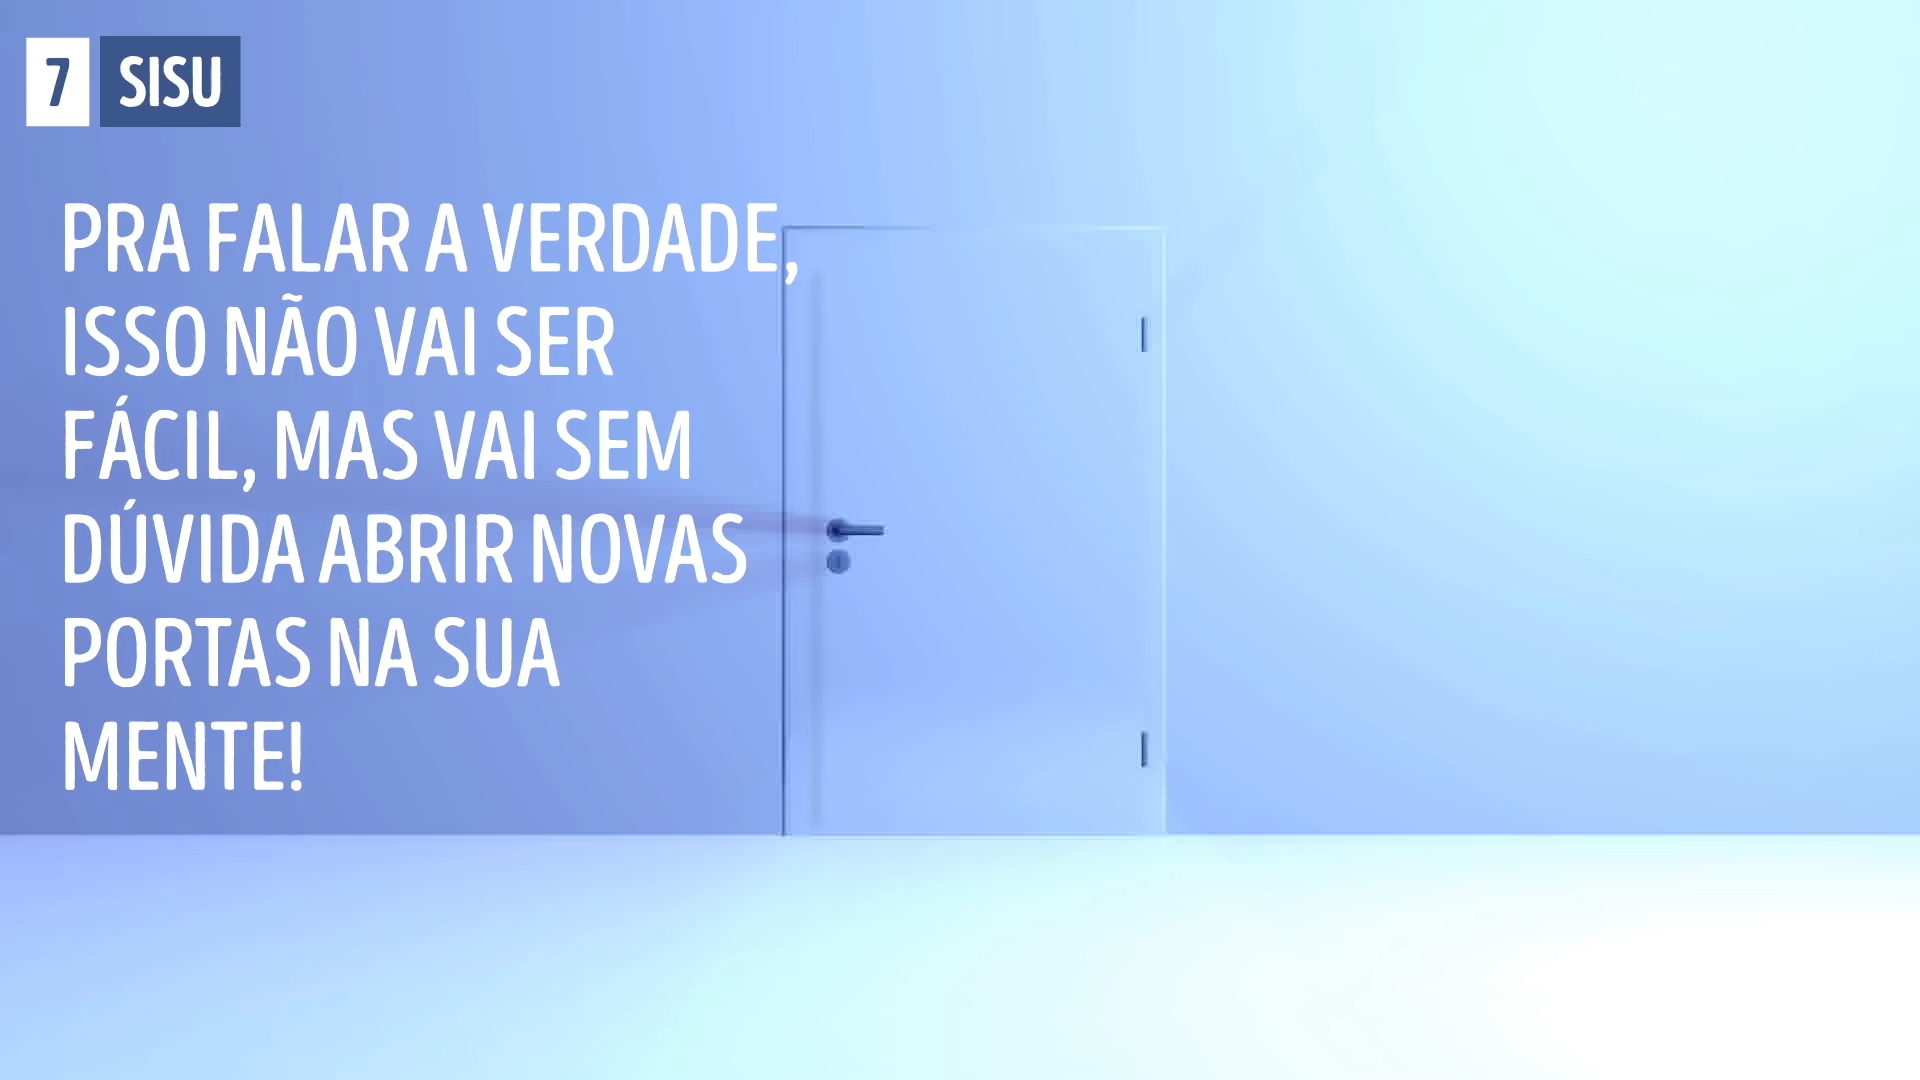 7 SISU
PRA FALAR A VERDADE,
ISSO NÃO VAI SER
FÁCIL, MAS VAI SEM
DÚVIDA ABRIR NOVAS
PORTAS NA SUA
MENTE!